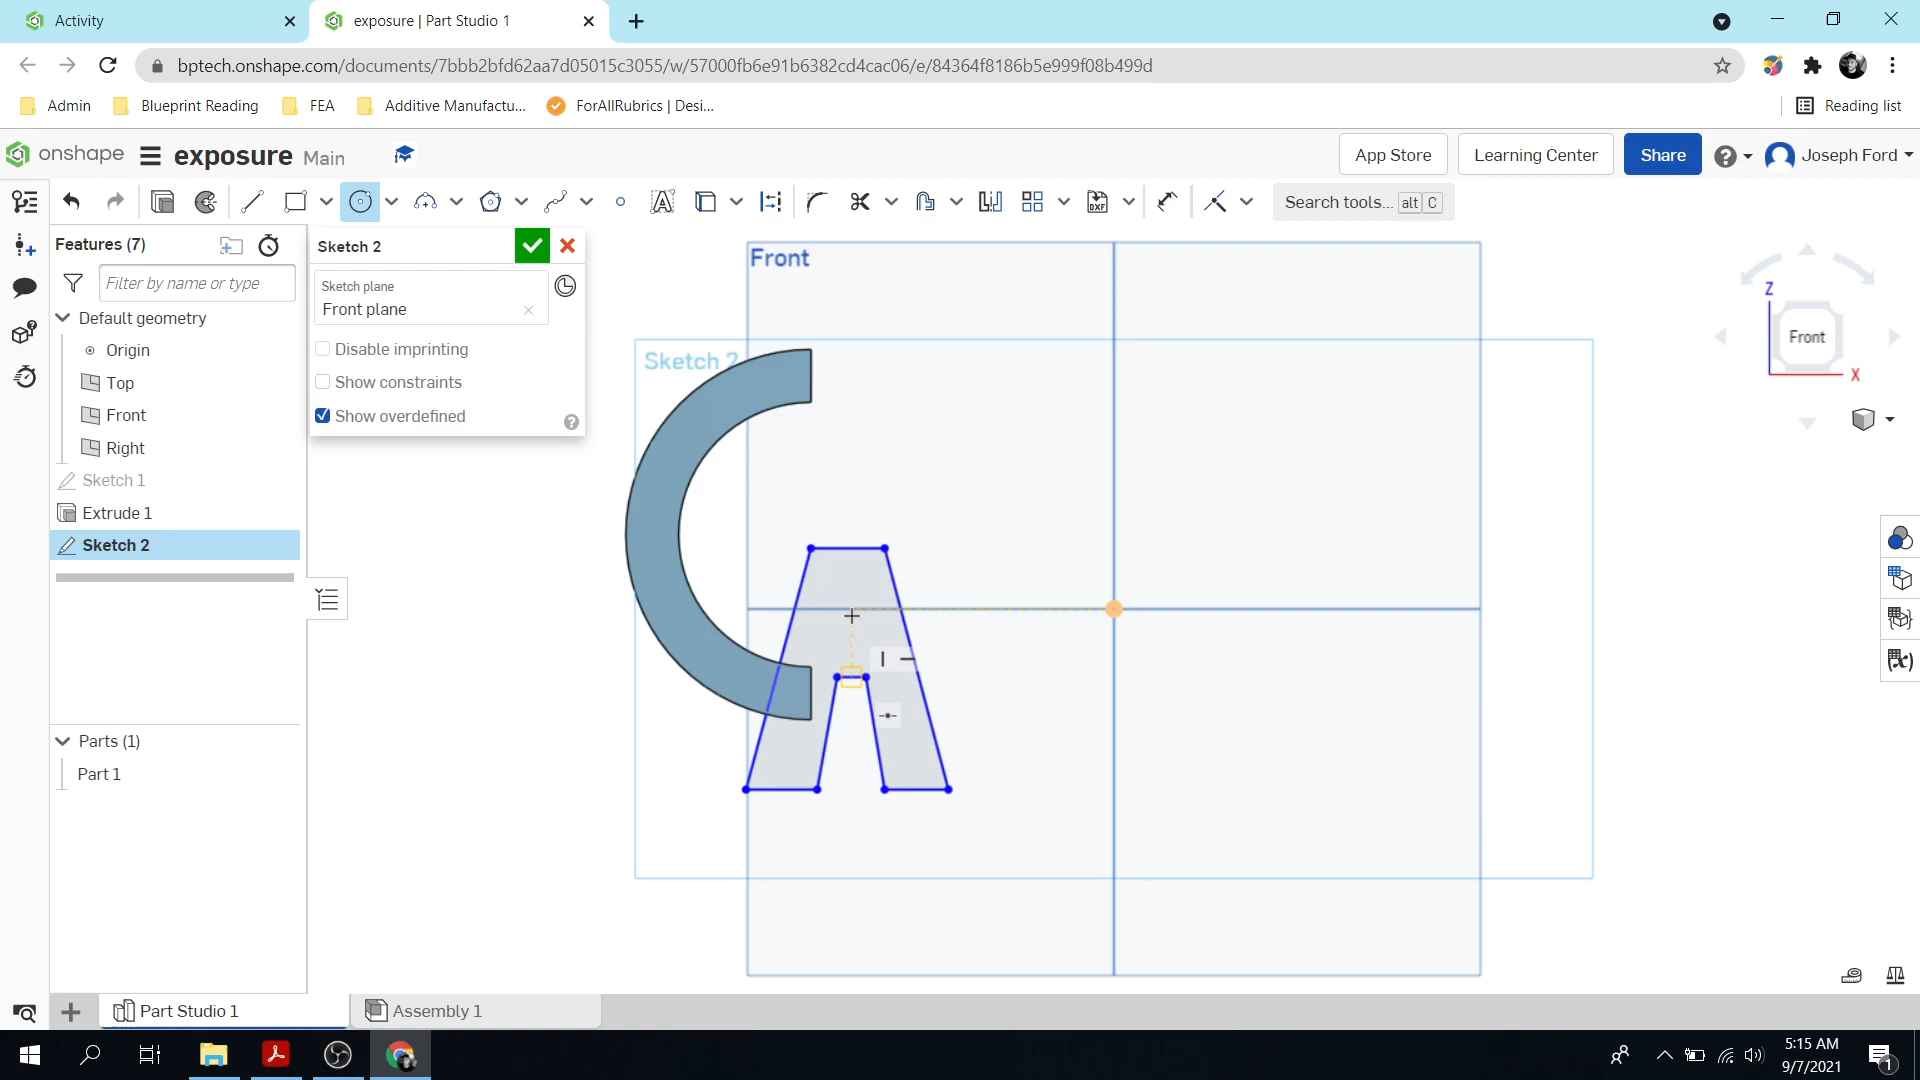 Activity
exposure | Part Studio 1
bptech.onshape.com/documents/7bbb2bfd62aa7d05015c3055/w/57000fb6e91b6382cd4cac06/e/84364f8186b5e999f08b499d
Admin
Blueprint Reading
FEA
Additive Manufactu...
ForAllRubrics | Desi...
Reading list
onshape
exposure Main
App Store
Learning Center
Share
Joseph Ford
Search tools... alt C
Features (7)
Filter by name or type
Default geometry
Origin
Top
Front
Right
Sketch 1
Extrude 1
Sketch 2
Parts (1)
Part 1
Sketch 2
Sketch plane
Front plane
Disable imprinting
Show constraints
Show overdefined
Front
Sketch 2
Z
Front
X
Part Studio 1
Assembly 1
5:15 AM
9/7/2021
1